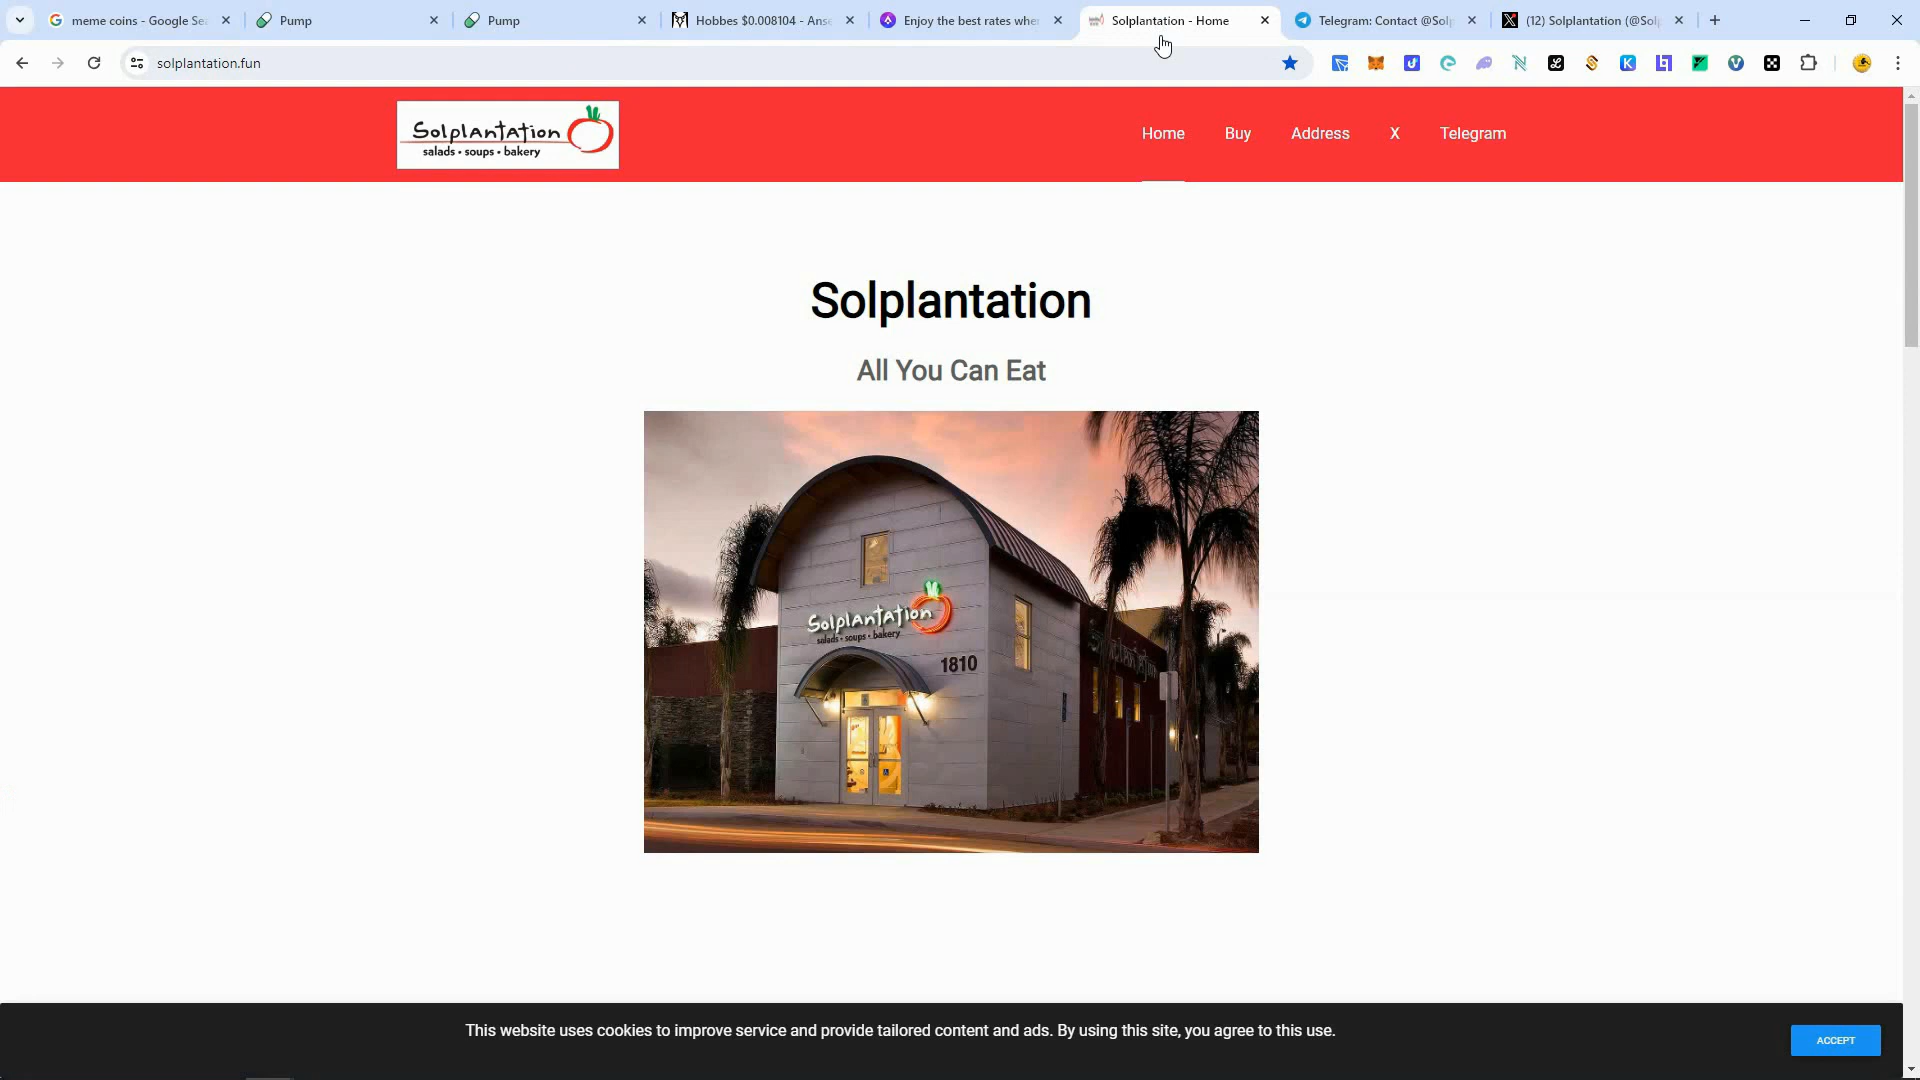 meme coins - Google Se
Pump
Pump
Hobbes $0.008104 - Anse
Enjoy the best rates whe
Solplantation - Home
Telegram: Contact @Solp
(12) Solplantation (@Solp
solplantation.fun
Solplantation
salads • soups • bakery
Home
Buy
Address
X
Telegram
Solplantation
All You Can Eat
Solplantation
salads • soups • bakery
1810
This website uses cookies to improve service and provide tailored content and ads. By using this site, you agree to this use.
ACCEPT